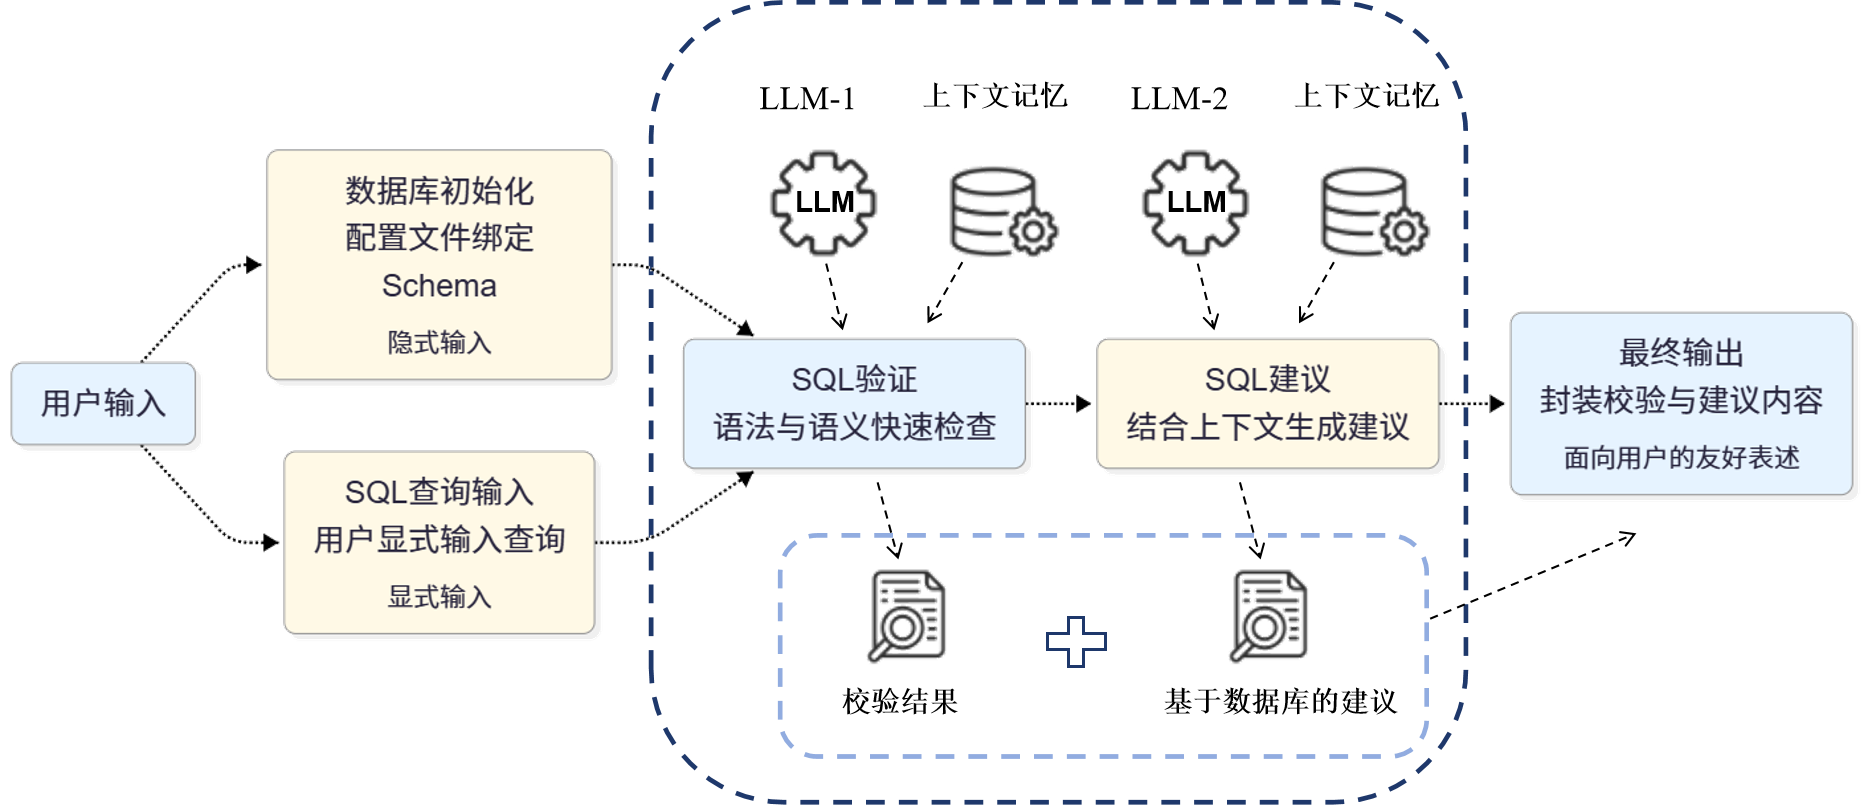 用户输入
数据库初始化
配置文件绑定
Schema
隐式输入
SQL查询输入
用户显式输入查询
显式输入
LLM-1
上下文记忆
LLM-2
上下文记忆
LLM
LLM
SQL验证
语法与语义快速检查
SQL建议
结合上下文生成建议
校验结果
基于数据库的建议
最终输出
封装校验与建议内容
面向用户的友好表述